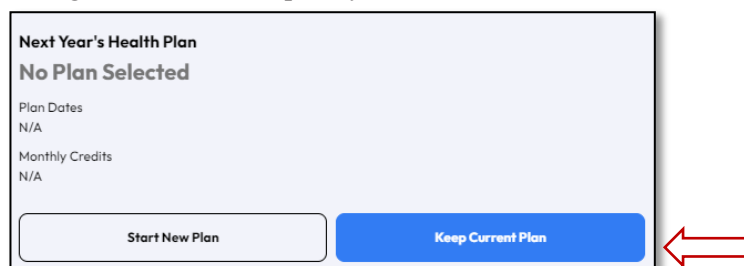 Next Year's Health Plan
No Plan Selected
Plan Dates
N/A
Monthly Credits
N/A
Start New Plan
Keep Current Plan